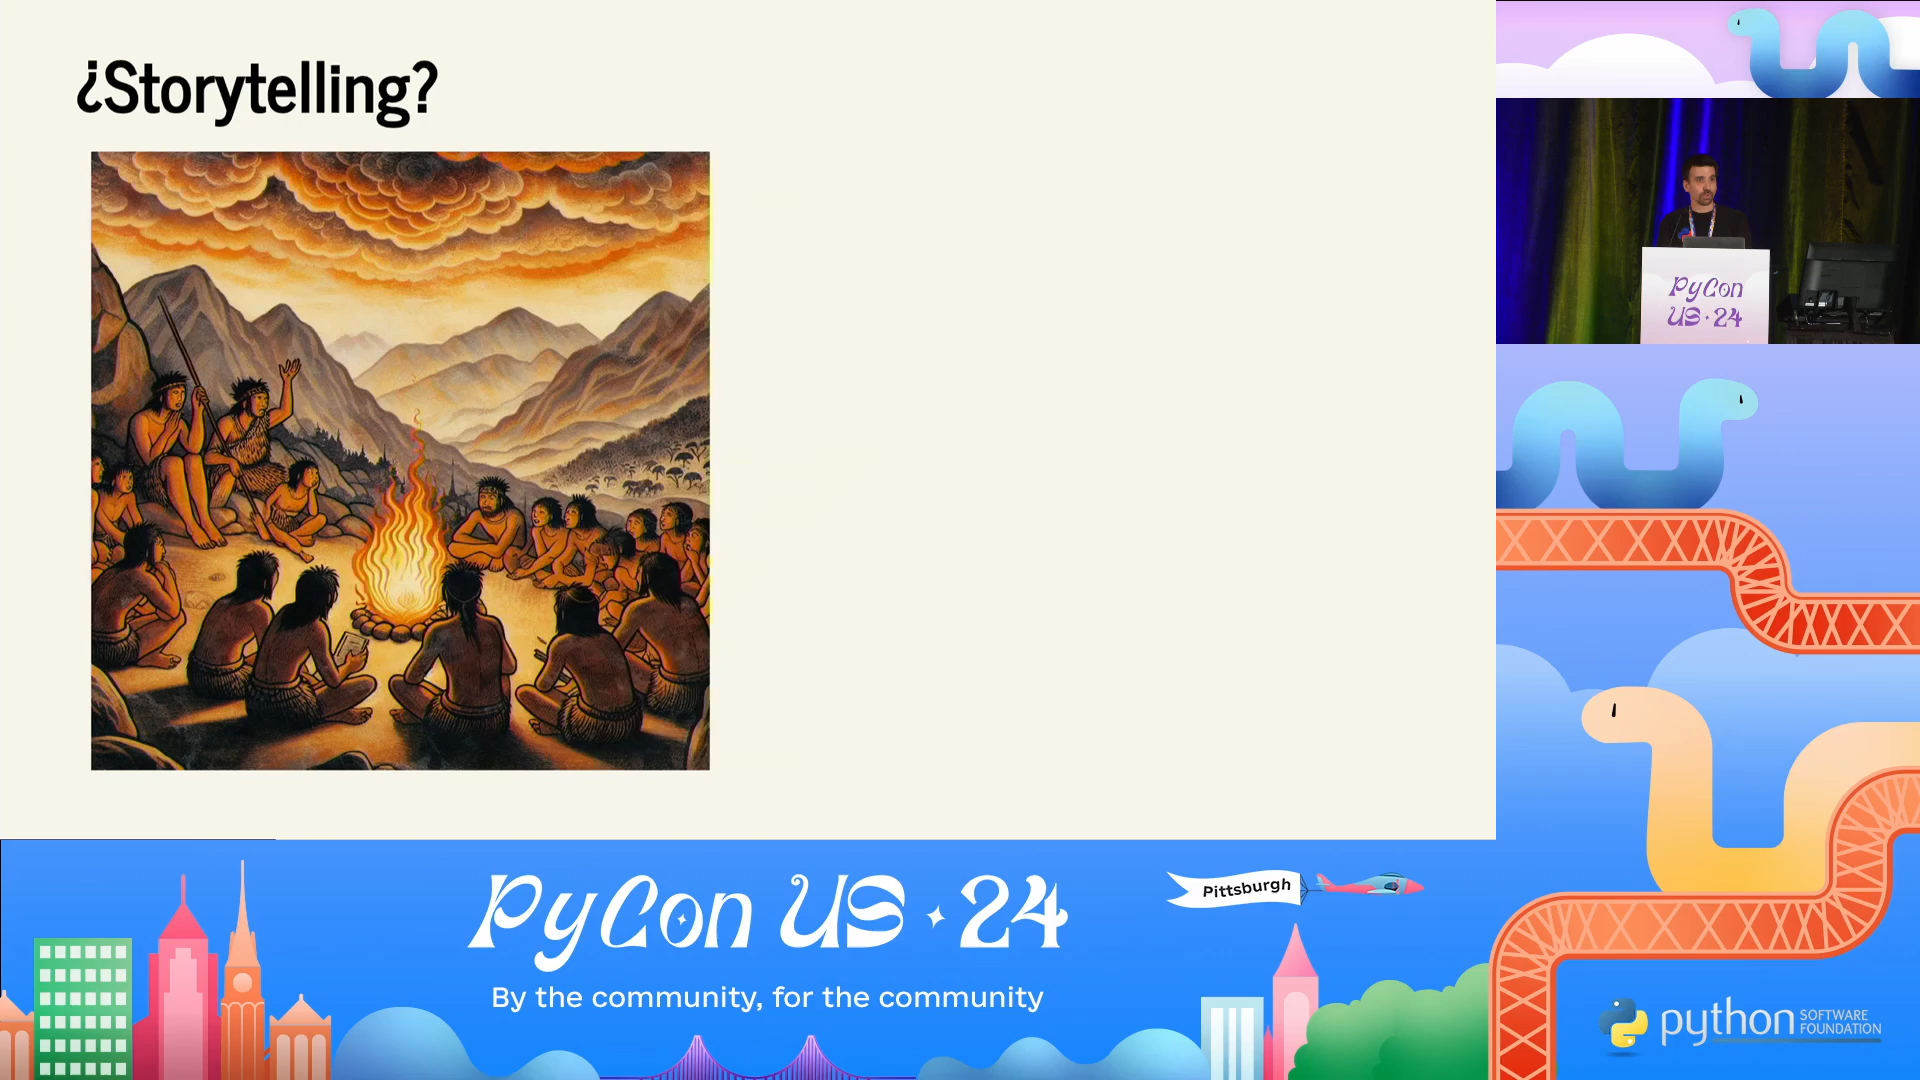 ¿Storytelling?
PyCon
US · 24
PyCon US · 24
Pittsburgh
By the community, for the community
python SOFTWARE
FOUNDATION